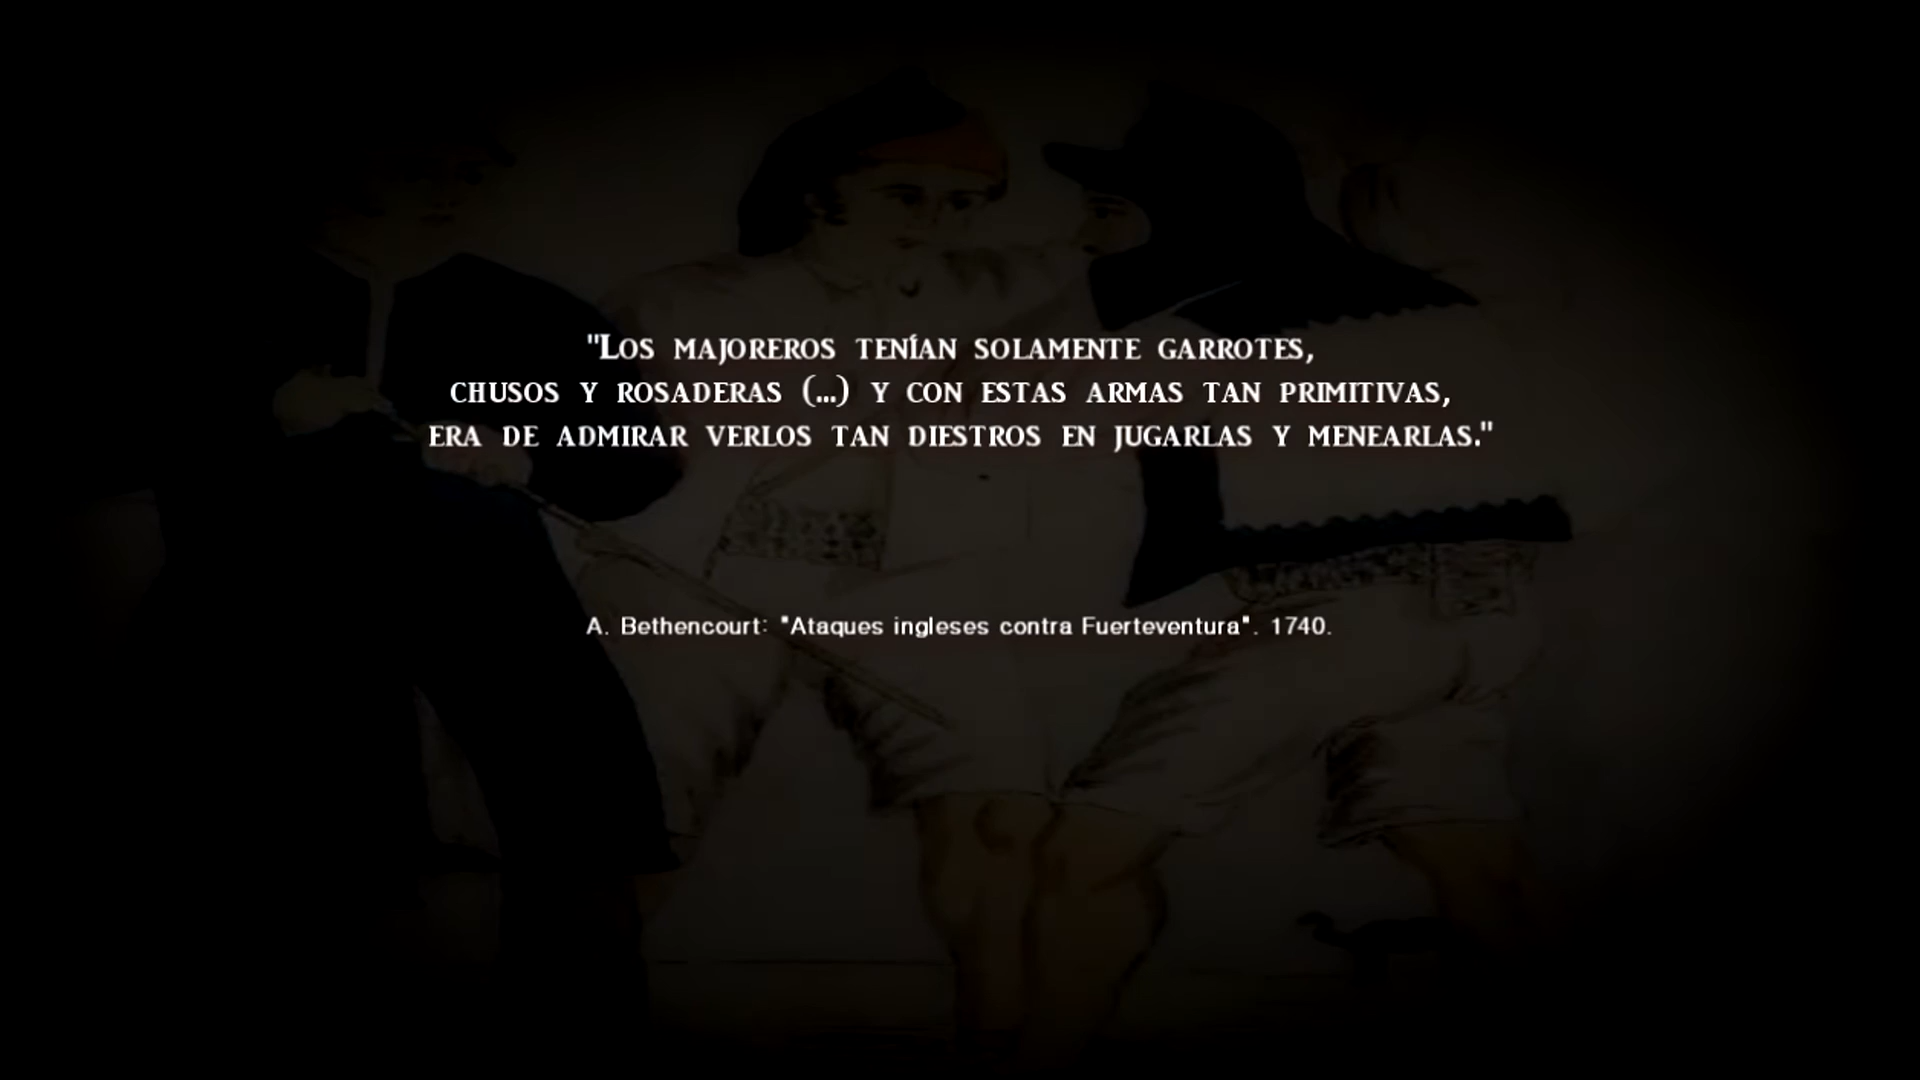 "Los majoreros tenían solamente garrotes,
chusos y rosaderas (...) y con estas armas tan primitivas,
era de admirar verlos tan diestros en jugarlas y menearlas."
A. Bethencourt: "Ataques ingleses contra Fuerteventura". 1740.